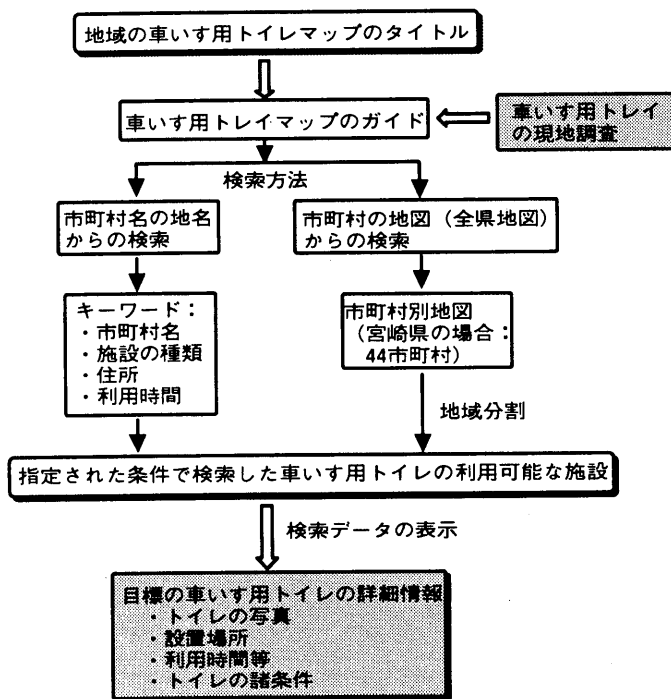 地域の車いす用トイレマップのタイトル
車いす用トレイマップのガイド
車いす用トレイ
の現地調査
検索方法
市町村名の地名
からの検索
市町村の地図（全県地図）
からの検索
キーワード：
・市町村名
・施設の種類
・住所
・利用時間
市町村別地図
（宮崎県の場合：
44市町村）
地域分割
指定された条件で検索した車いす用トイレの利用可能な施設
検索データの表示
目標の車いす用トイレの詳細情報
・トイレの写真
・設置場所
・利用時間等
・トイレの諸条件